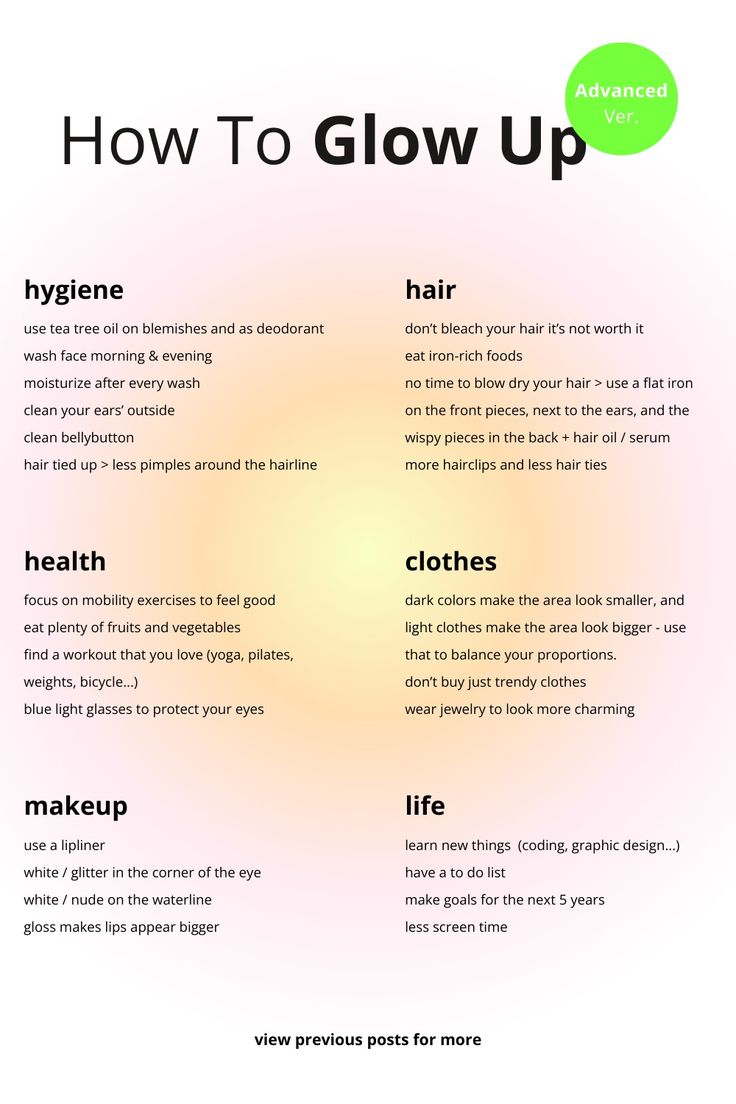 Advanced
Ver.
How To Glow Up
hygiene
use tea tree oil on blemishes and as deodorant
wash face morning & evening
moisturize after every wash
clean your ears’ outside
clean bellybutton
hair tied up > less pimples around the hairline
hair
don’t bleach your hair it’s not worth it
eat iron-rich foods
no time to blow dry your hair > use a flat iron
on the front pieces, next to the ears, and the
wispy pieces in the back + hair oil / serum
more hairclips and less hair ties
health
focus on mobility exercises to feel good
eat plenty of fruits and vegetables
find a workout that you love (yoga, pilates,
weights, bicycle...)
blue light glasses to protect your eyes
clothes
dark colors make the area look smaller, and
light clothes make the area look bigger - use
that to balance your proportions.
don’t buy just trendy clothes
wear jewelry to look more charming
makeup
use a lipliner
white / glitter in the corner of the eye
white / nude on the waterline
gloss makes lips appear bigger
life
learn new things  (coding, graphic design...)
have a to do list
make goals for the next 5 years
less screen time
view previous posts for more